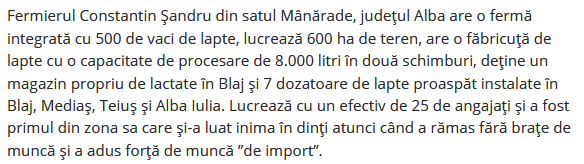 Fermierul Constantin Şandru din satul Mânărade, judeţul Alba are o fermă
integrată cu 500 de vaci de lapte, lucrează 600 ha de teren, are o făbricuţă de
lapte cu o capacitate de procesare de 8.000 litri în două schimburi, deţine un
magazin propriu de lactate în Blaj şi 7 dozatoare de lapte proaspăt instalate în
Blaj, Mediaş, Teiuş şi Alba Iulia. Lucrează cu un efectiv de 25 de angajaţi şi a fost
primul din zona sa care şi-a luat inima în dinţi atunci când a rămas fără braţe de
muncă şi a adus forţă de muncă ”de import”.